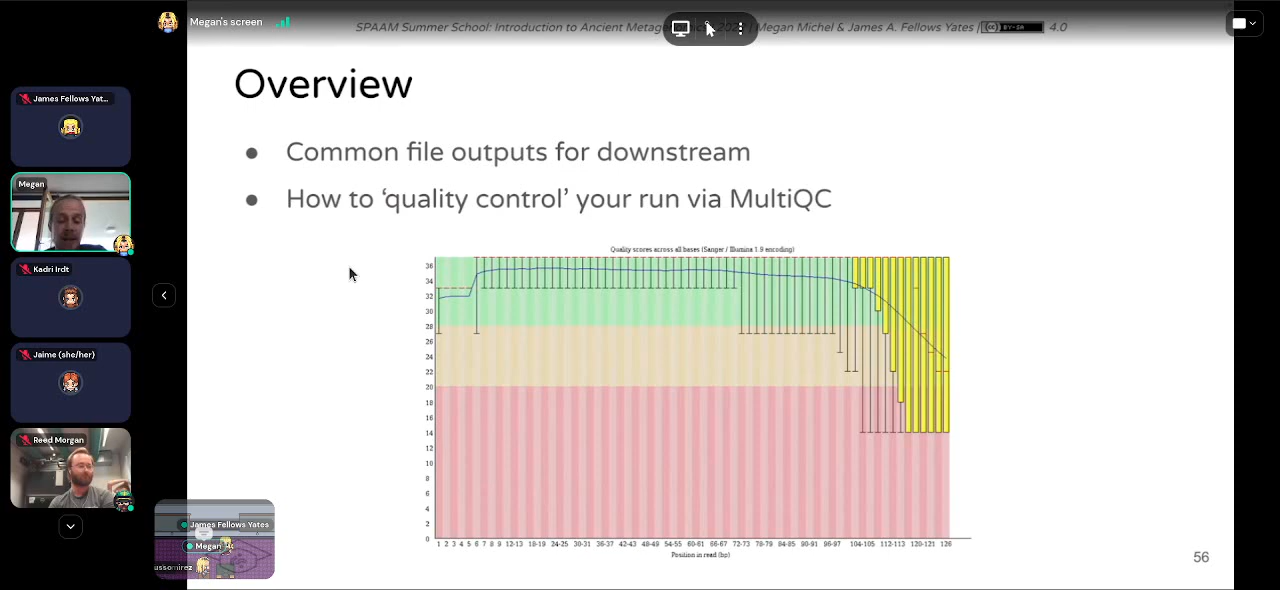 Megan's screen
SPAAM Summer School: Introduction to Ancient Metage
Megan Michel & James A. Fellows Yates | (cc) BY-SA 4.0
Overview
● Common file outputs for downstream
● How to ‘quality control’ your run via MultiQC
James Fellows Yat...
Megan
Kadri Irdt
Jaime (she/her)
Reed Morgan
James Fellows Yates
Megan
ussomirez
Quality scores across all bases (Sanger / Illumina 1.9 encoding)
36
34
32
30
28
26
24
22
20
18
16
14
12
10
8
6
4
2
0
1 2 3 4 5 6 7 8 9 12-13 18-19 24-25 30-31 36-37 42-43 48-49 54-55 60-61 66-67 72-73 78-79 84-85 90-91 96-97 104-105 112-113 120-121 126
Position in read (bp)
56